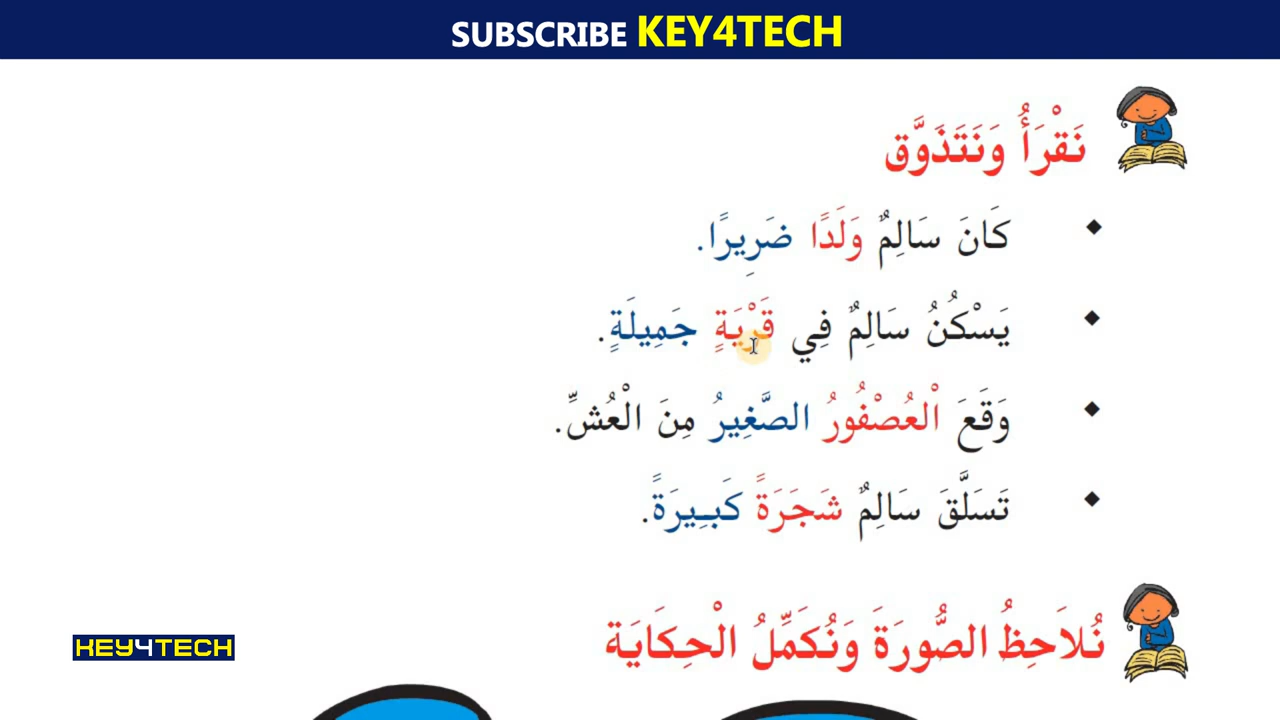 SUBSCRIBE KEY4TECH
نَقْرَأُ وَنَتَذَوَّق
كَانَ سَالِمٌ وَلَدًا ضَرِيرًا.
يَسْكُنُ سَالِمٌ فِي قَرْيَةٍ جَمِيلَةٍ.
وَقَعَ الْعُصْفُورُ الصَّغِيرُ مِنَ الْعُشِّ.
تَسَلَّقَ سَالِمٌ شَجَرَةً كَبِيرَةً.
نُلاَحِظُ الصُّورَةَ وَنُكَمِّلُ الْحِكَايَة
KEY4TECH